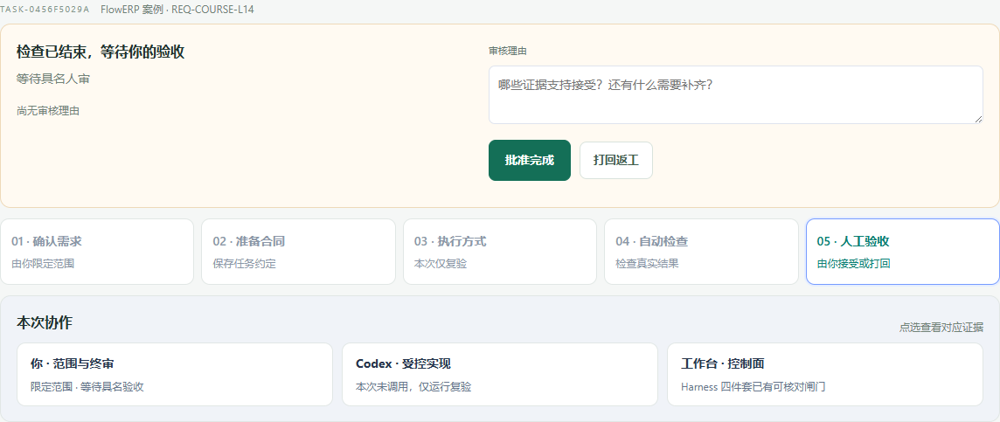 TASK-0456F5029A FlowERP 案例 · REQ-COURSE-L14
检查已结束，等待你的验收
等待具名人审
尚无审核理由
审核理由
哪些证据支持接受？还有什么需要补齐？
批准完成 打回返工
01 · 确认需求
由你限定范围
02 · 准备合同
保存任务约定
03 · 执行方式
本次仅复验
04 · 自动检查
检查真实结果
05 · 人工验收
由你接受或打回
本次协作
点选查看对应证据
你 · 范围与终审
限定范围 · 等待具名验收
Codex · 受控实现
本次未调用，仅运行复验
工作台 · 控制面
Harness 四件套已有可核对闸门